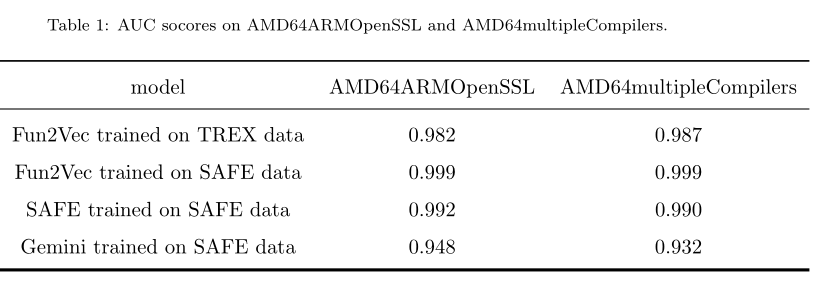 Table 1: AUC socores on AMD64ARMOpenSSL and AMD64multipleCompilers.
model AMD64ARMOpenSSL AMD64multipleCompilers
Fun2Vec trained on TREX data 0.982 0.987
Fun2Vec trained on SAFE data 0.999 0.999
SAFE trained on SAFE data 0.992 0.990
Gemini trained on SAFE data 0.948 0.932